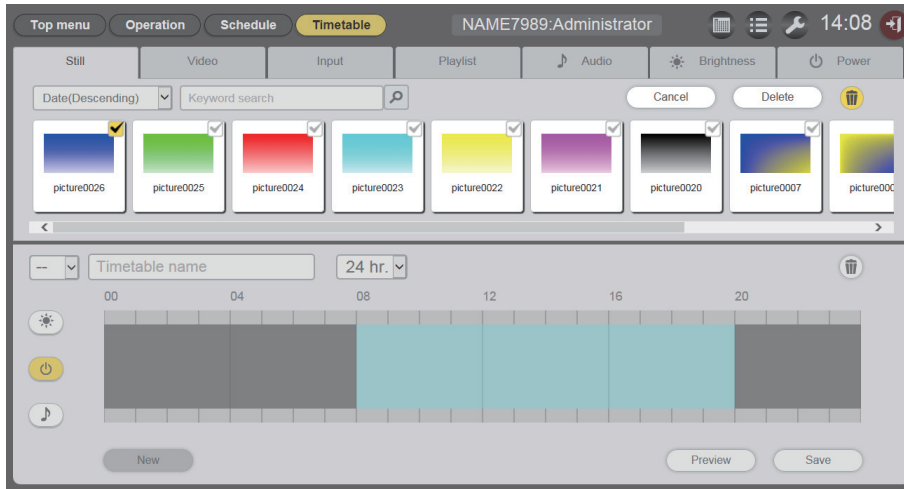 Top menu Operation Schedule Timetable NAME7989:Administrator 14:08
Still Video Input Playlist Audio Brightness Power
Date(Descending) Keyword search Cancel Delete
picture0026 picture0025 picture0024 picture0023 picture0022 picture0021 picture0020 picture0007 picture000
-- Timetable name 24 hr.
00 04 08 12 16 20
New Preview Save